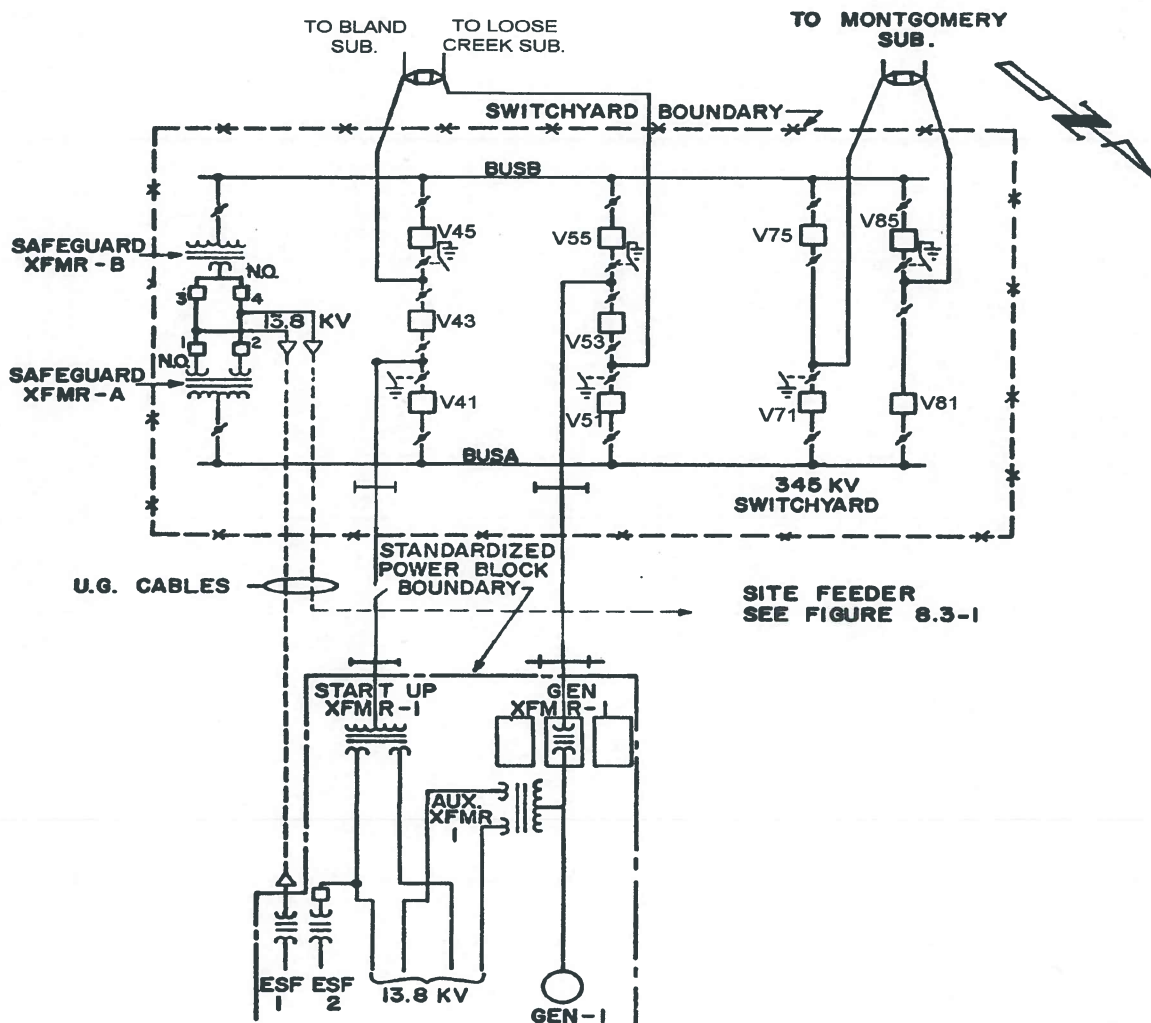 TO BLAND
SUB.
TO LOOSE
CREEK SUB.
TO MONTGOMERY
SUB.
SWITCHYARD BOUNDARY
BUSB
SAFEGUARD
XFMR-B
N.O.
3
4
13.8 KV
1
2
N.O.
SAFEGUARD
XFMR-A
V45
V43
V41
V55
V53
V51
V75
V71
V85
V81
BUSA
345 KV
SWITCHYARD
STANDARDIZED
POWER BLOCK
BOUNDARY
U.G. CABLES
SITE FEEDER
SEE FIGURE 8.3-1
START UP
XFMR-1
GEN
XFMR-1
AUX.
XFMR
1
ESF
1
ESF
2
13.8 KV
GEN-1